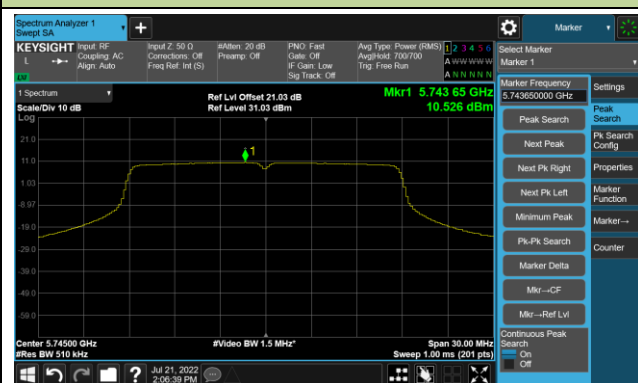 Spectrum Analyzer 1
Swept SA
Marker
KEYSIGHT
Input: RF
Coupling: AC
Align: Auto
Input Z: 50 Ω
Corrections: Off
Freq Ref: Int (S)
#Atten: 20 dB
Preamp: Off
PNO: Fast
Gate: Off
IF Gain: Low
Sig Track: Off
Avg Type: Power (RMS)
Avg|Hold: 700/700
Trig: Free Run
1 2 3 4 5 6
A W W W W W
A N N N N N
L
Select Marker
Marker 1
1 Spectrum
Scale/Div 10 dB
Log
Ref Lvl Offset 21.03 dB
Ref Level 31.03 dBm
Mkr1 5.743 65 GHz
10.526 dBm
1
21.0
11.0
1.03
-8.97
-19.0
-29.0
-39.0
-49.0
-59.0
Center 5.74500 GHz
#Res BW 510 kHz
#Video BW 1.5 MHz*
Span 30.00 MHz
Sweep 1.00 ms (201 pts)
Marker Frequency
5.743650000 GHz
Peak Search
Next Peak
Next Pk Right
Next Pk Left
Minimum Peak
Pk-Pk Search
Marker Delta
Mkr→CF
Mkr→Ref Lvl
Continuous Peak
Search
On
Off
Settings
Peak
Search
Pk Search
Config
Properties
Marker
Function
Marker→
Counter
Jul 21, 2022
2:06:39 PM